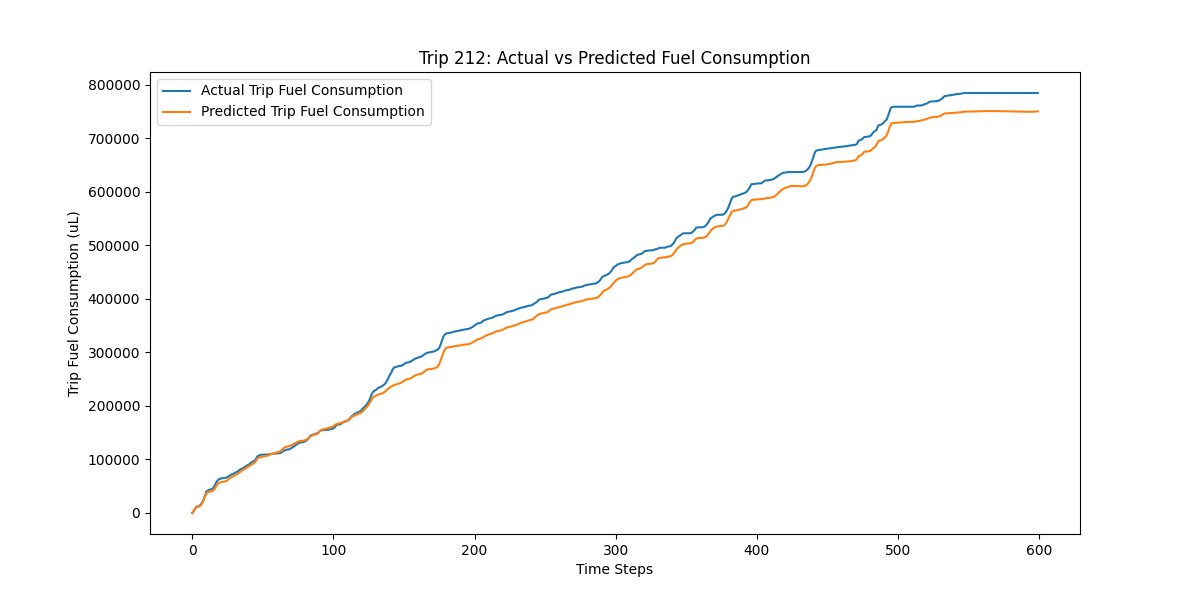 Trip 212: Actual vs Predicted Fuel Consumption
Actual Trip Fuel Consumption
Predicted Trip Fuel Consumption
Trip Fuel Consumption (uL)
800000
700000
600000
500000
400000
300000
200000
100000
0
0 100 200 300 400 500 600
Time Steps